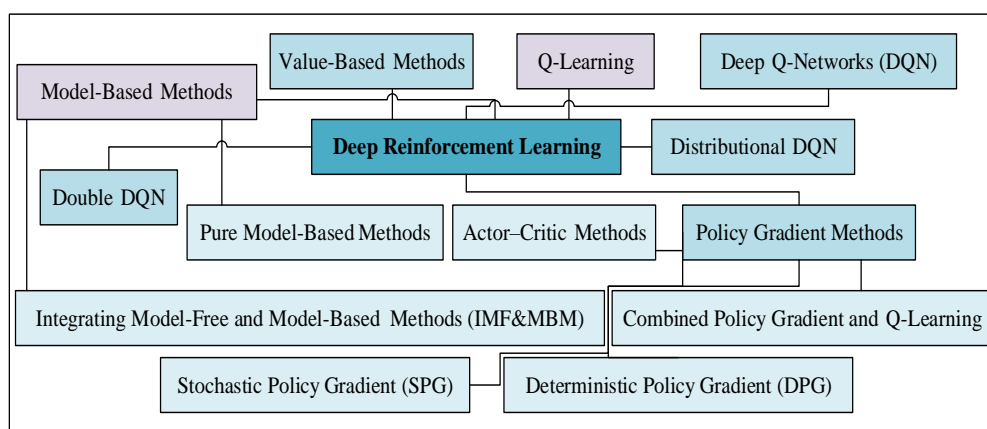 Value-Based Methods
Q-Learning
Deep Q-Networks (DQN)
Model-Based Methods
Deep Reinforcement Learning
Distributional DQN
Double DQN
Pure Model-Based Methods
Actor–Critic Methods
Policy Gradient Methods
Integrating Model-Free and Model-Based Methods (IMF&MBM)
Combined Policy Gradient and Q-Learning
Stochastic Policy Gradient (SPG)
Deterministic Policy Gradient (DPG)